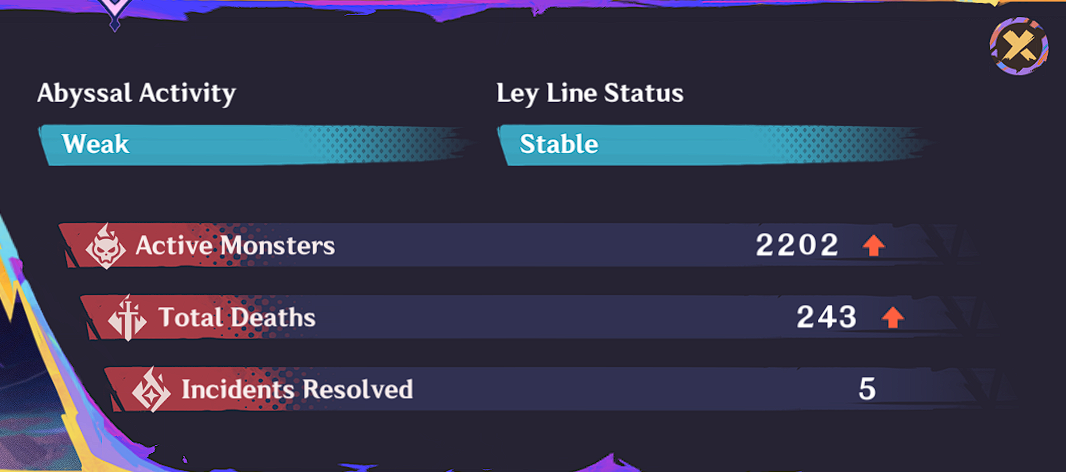 Abyssal Activity
Ley Line Status
Weak
Stable
Active Monsters 2202
Total Deaths 243
Incidents Resolved 5